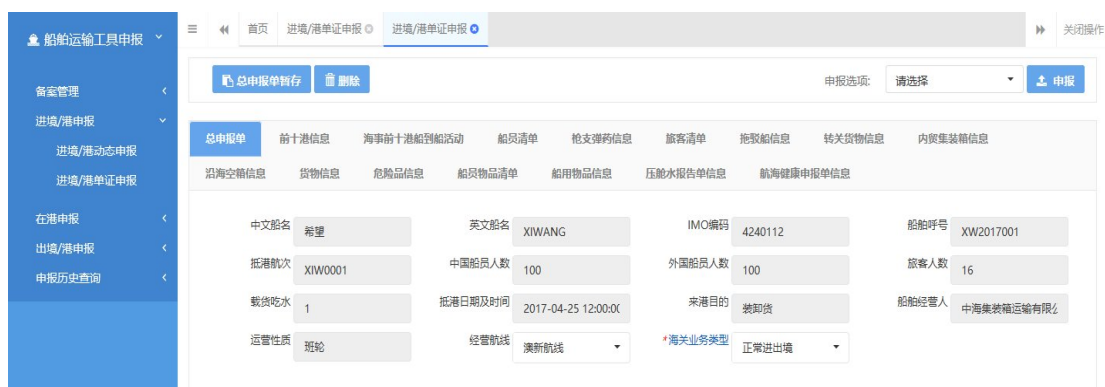 船舶运输工具申报
首页 进境/港单证申报 进境/港单证申报 关闭操作
总申报单暂存 删除 申报选项: 请选择 申报
备案管理
进境/港申报
进境/港动态申报
进境/港单证申报
在港申报
出境/港申报
申报历史查询
总申报单 前十港信息 海事前十港船到船活动 船员清单 枪支弹药信息 旅客清单 拖驳船信息 转关货物信息 内贸集装箱信息
沿海空箱信息 货物信息 危险品信息 船员物品清单 船用物品信息 压舱水报告单信息 航海健康申报单信息
中文船名 希望 英文船名 XIWANG IMO编码 4240112 船舶呼号 XW2017001
抵港航次 XIW0001 中国船员人数 100 外国船员人数 100 旅客人数 16
载货吃水 1 抵港日期及时间 2017-04-25 12:00:00 来港目的 装卸货 船舶经营人 中海集装箱运输有限
运营性质 班轮 经营航线 澳新航线 *海关业务类型 正常进出境